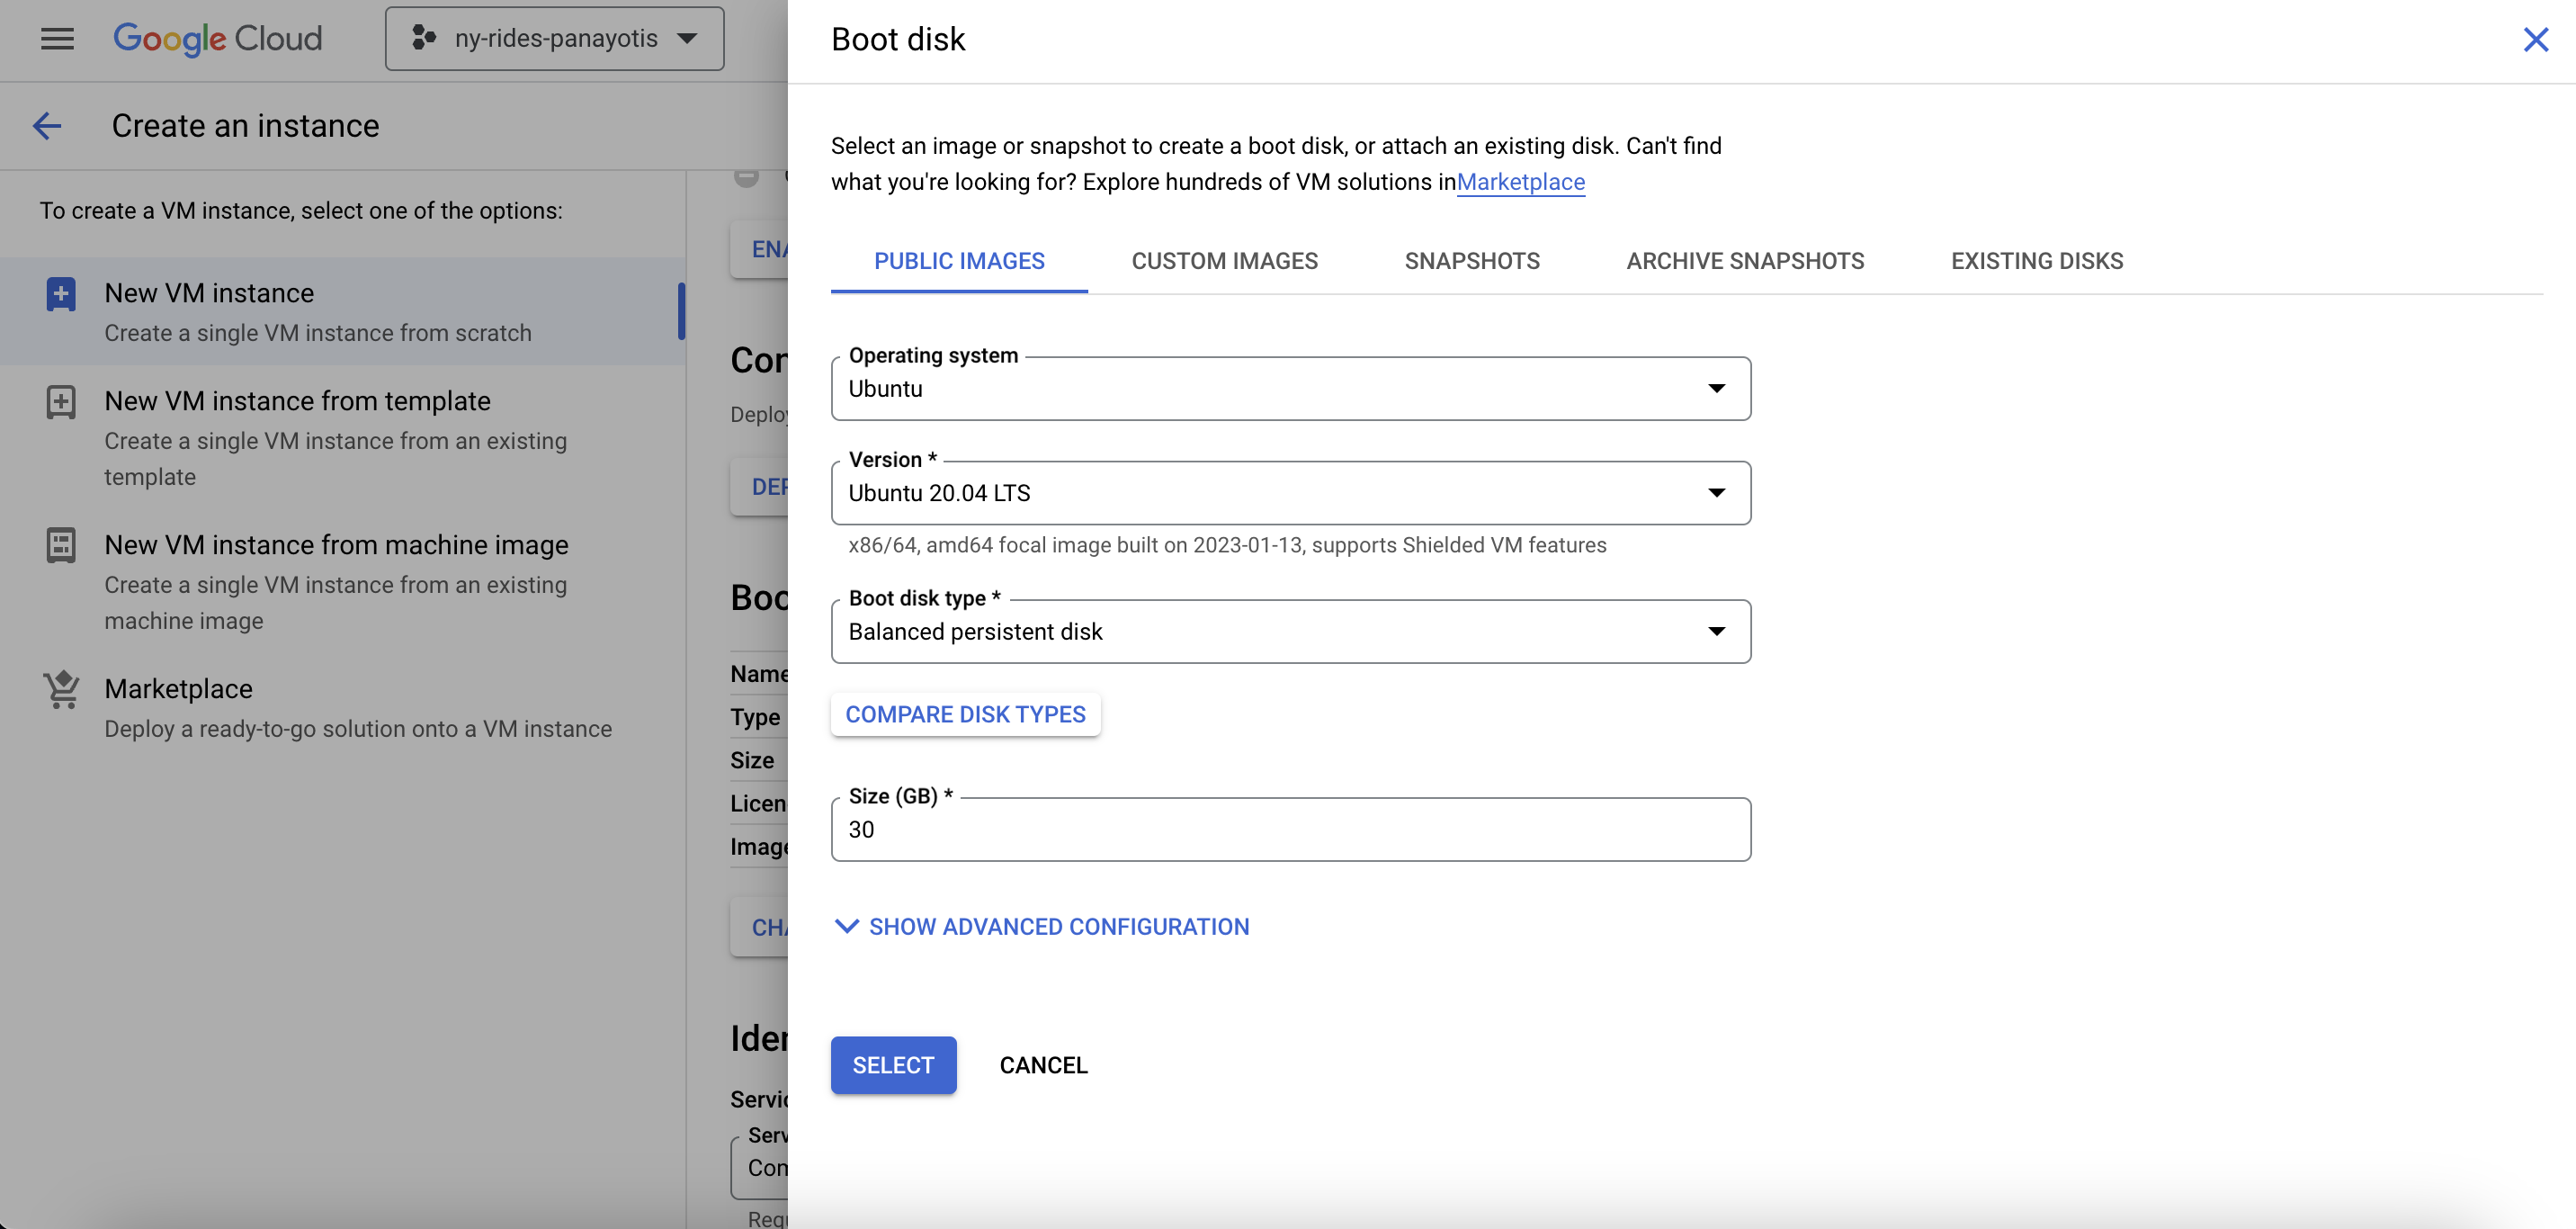 Google Cloud
ny-rides-panayotis
Create an instance
To create a VM instance, select one of the options:
New VM instance
Create a single VM instance from scratch
New VM instance from template
Create a single VM instance from an existing
template
New VM instance from machine image
Create a single VM instance from an existing
machine image
Marketplace
Deploy a ready-to-go solution onto a VM instance
ENA
Con
Deploy
DEP
Boo
Name
Type
Size
Licen
Image
CHA
Iden
Servic
Serv
Com
Requ
Boot disk
Select an image or snapshot to create a boot disk, or attach an existing disk. Can't find
what you're looking for? Explore hundreds of VM solutions inMarketplace
PUBLIC IMAGES
CUSTOM IMAGES
SNAPSHOTS
ARCHIVE SNAPSHOTS
EXISTING DISKS
Operating system
Ubuntu
Version *
Ubuntu 20.04 LTS
x86/64, amd64 focal image built on 2023-01-13, supports Shielded VM features
Boot disk type *
Balanced persistent disk
COMPARE DISK TYPES
Size (GB) *
30
SHOW ADVANCED CONFIGURATION
SELECT
CANCEL